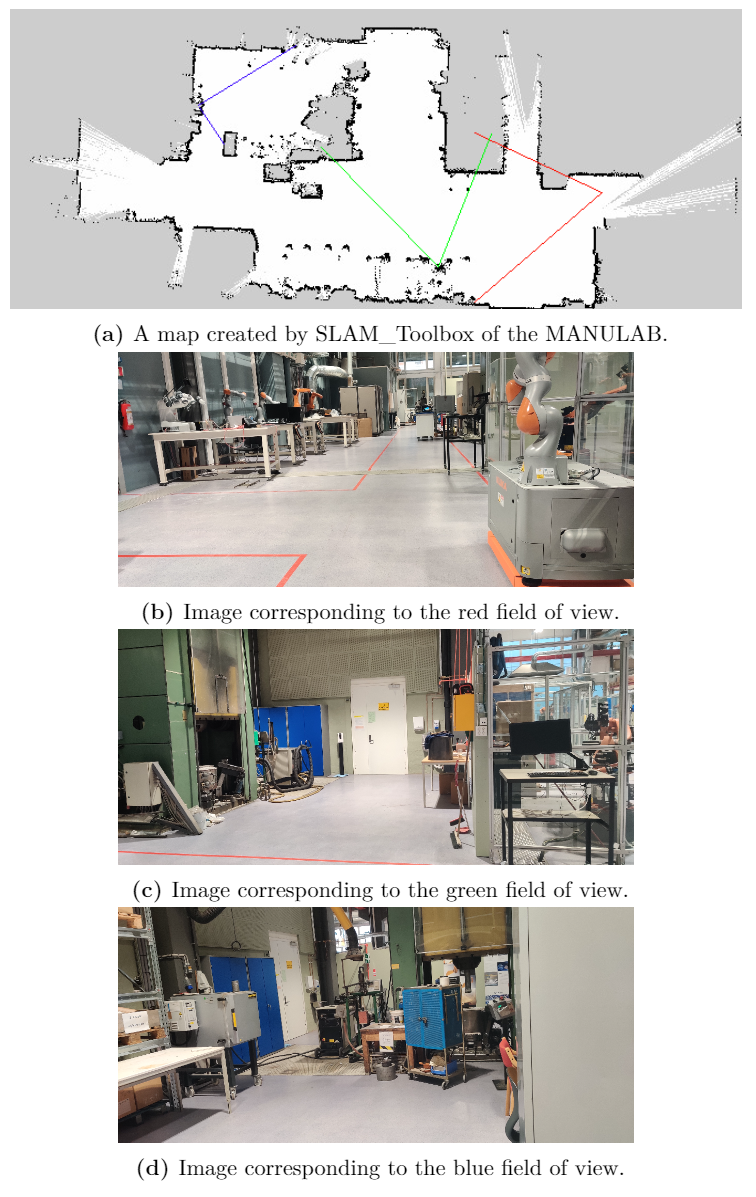 (a) A map created by SLAM_Toolbox of the MANULAB.
(b) Image corresponding to the red field of view.
(c) Image corresponding to the green field of view.
(d) Image corresponding to the blue field of view.